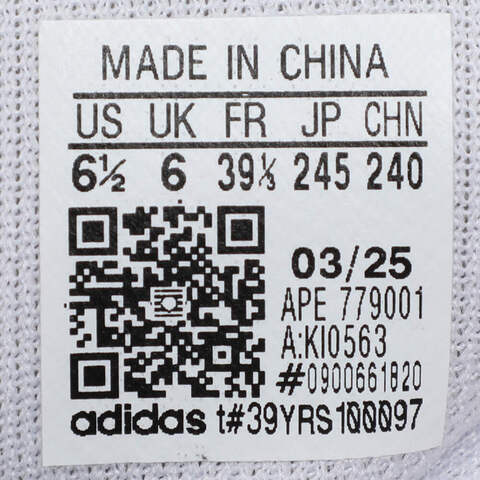 MADE IN CHINA
US UK FR JP CHN
6½ 6 39⅓ 245 240
03/25
APE 779001
A:KI0563
#0900661820
adidas t#39YRS100097